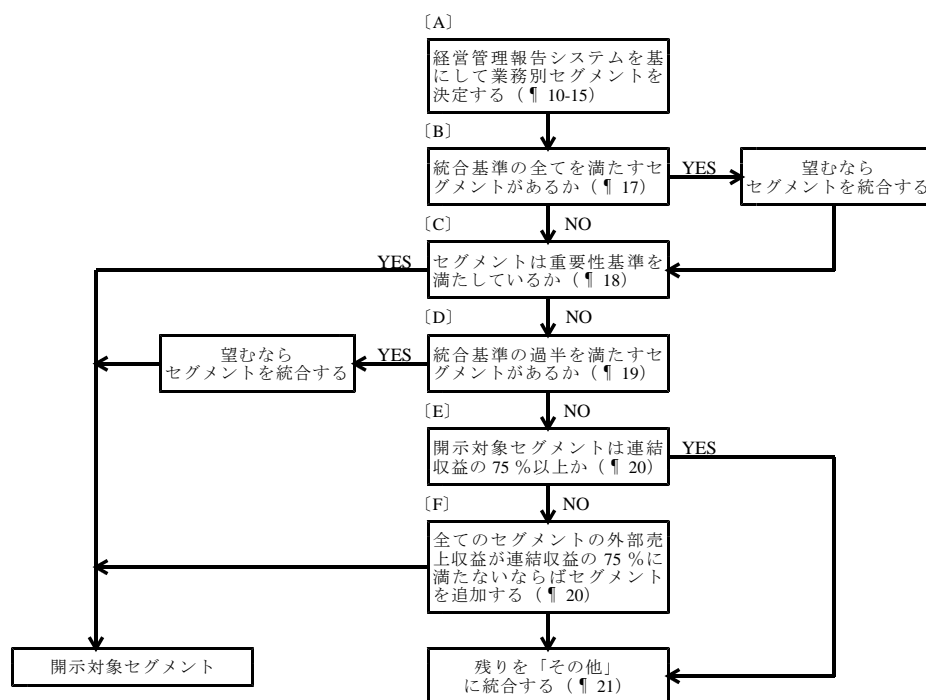 〔A〕
経営管理報告システムを基
にして業務別セグメントを
決定する(¶ 10-15)
〔B〕
統合基準の全てを満たすセ
グメントがあるか(¶ 17)
YES
望むなら
セグメントを統合する
NO
〔C〕
YES
セグメントは重要性基準を
満たしているか(¶ 18)
NO
〔D〕
望むなら
セグメントを統合する
YES
統合基準の過半を満たすセ
グメントがあるか(¶ 19)
NO
〔E〕
開示対象セグメントは連結
収益の 75 %以上か(¶ 20)
YES
NO
〔F〕
全てのセグメントの外部売
上収益が連結収益の 75 %に
満たないならばセグメント
を追加する(¶ 20)
開示対象セグメント
残りを「その他」
に統合する(¶ 21)